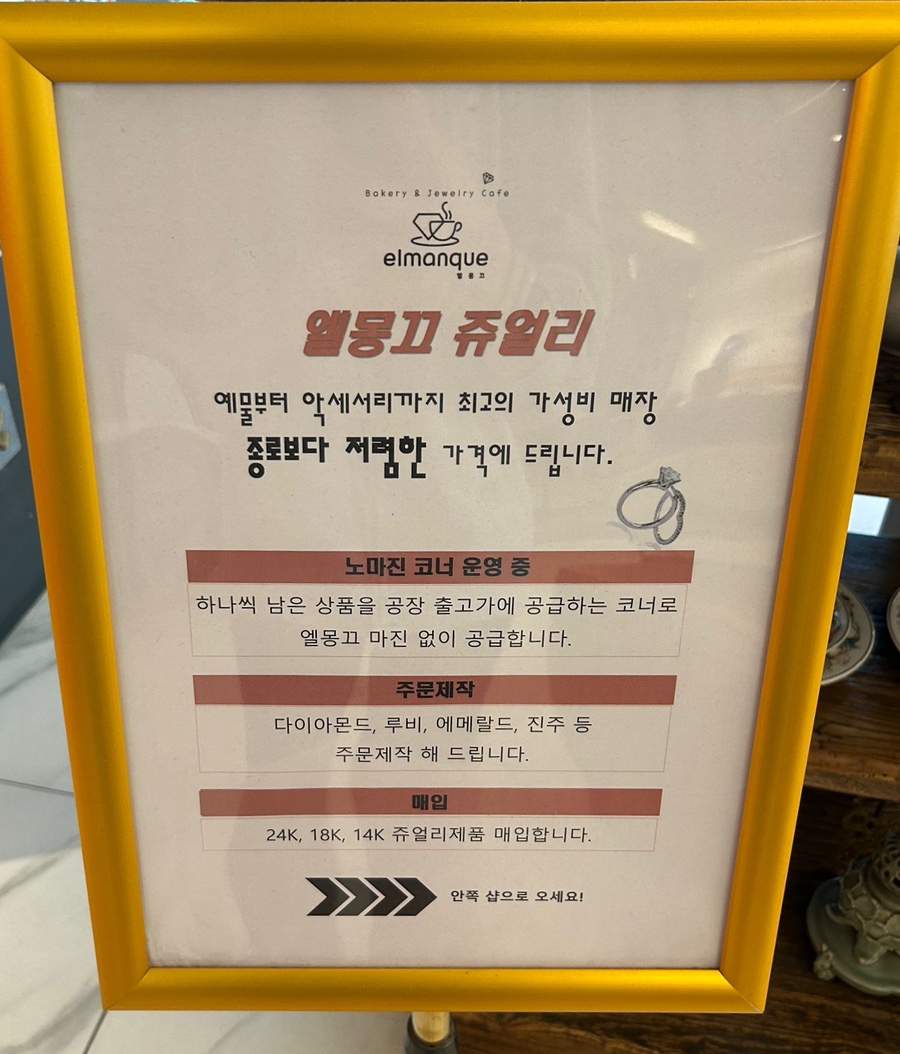 Bakery & Jewelry Cafe
elmanque
엘몽끄
엘몽끄 쥬얼리
예물부터 악세서리까지 최고의 가성비 매장
종로보다 저렴한 가격에 드립니다.
노마진 코너 운영 중
하나씩 남은 상품을 공장 출고가에 공급하는 코너로
엘몽끄 마진 없이 공급합니다.
주문제작
다이아몬드, 루비, 에메랄드, 진주 등
주문제작 해 드립니다.
매입
24K, 18K, 14K 쥬얼리제품 매입합니다.
안쪽 샵으로 오세요!